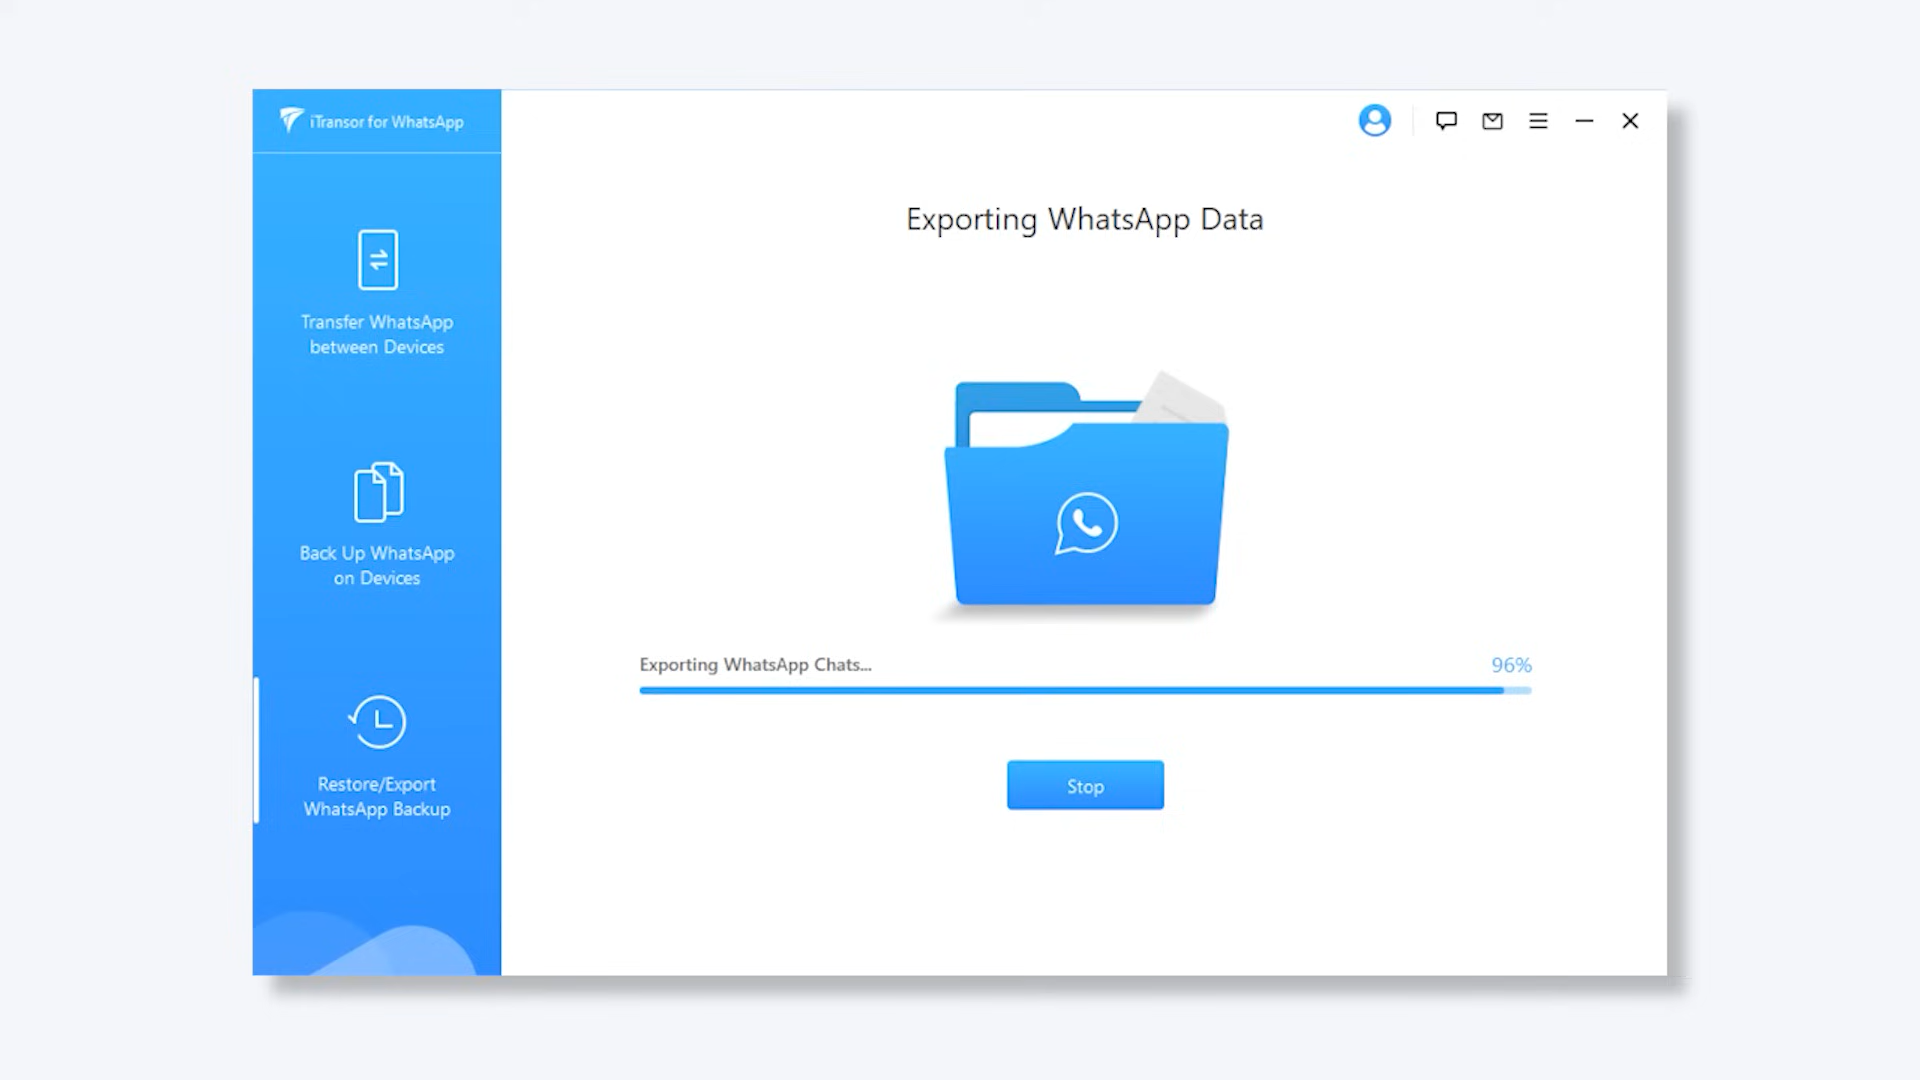 iTransor for WhatsApp
Transfer WhatsApp
between Devices
Back Up WhatsApp
on Devices
Restore/Export
WhatsApp Backup
Exporting WhatsApp Data
Exporting WhatsApp Chats...
96%
Stop